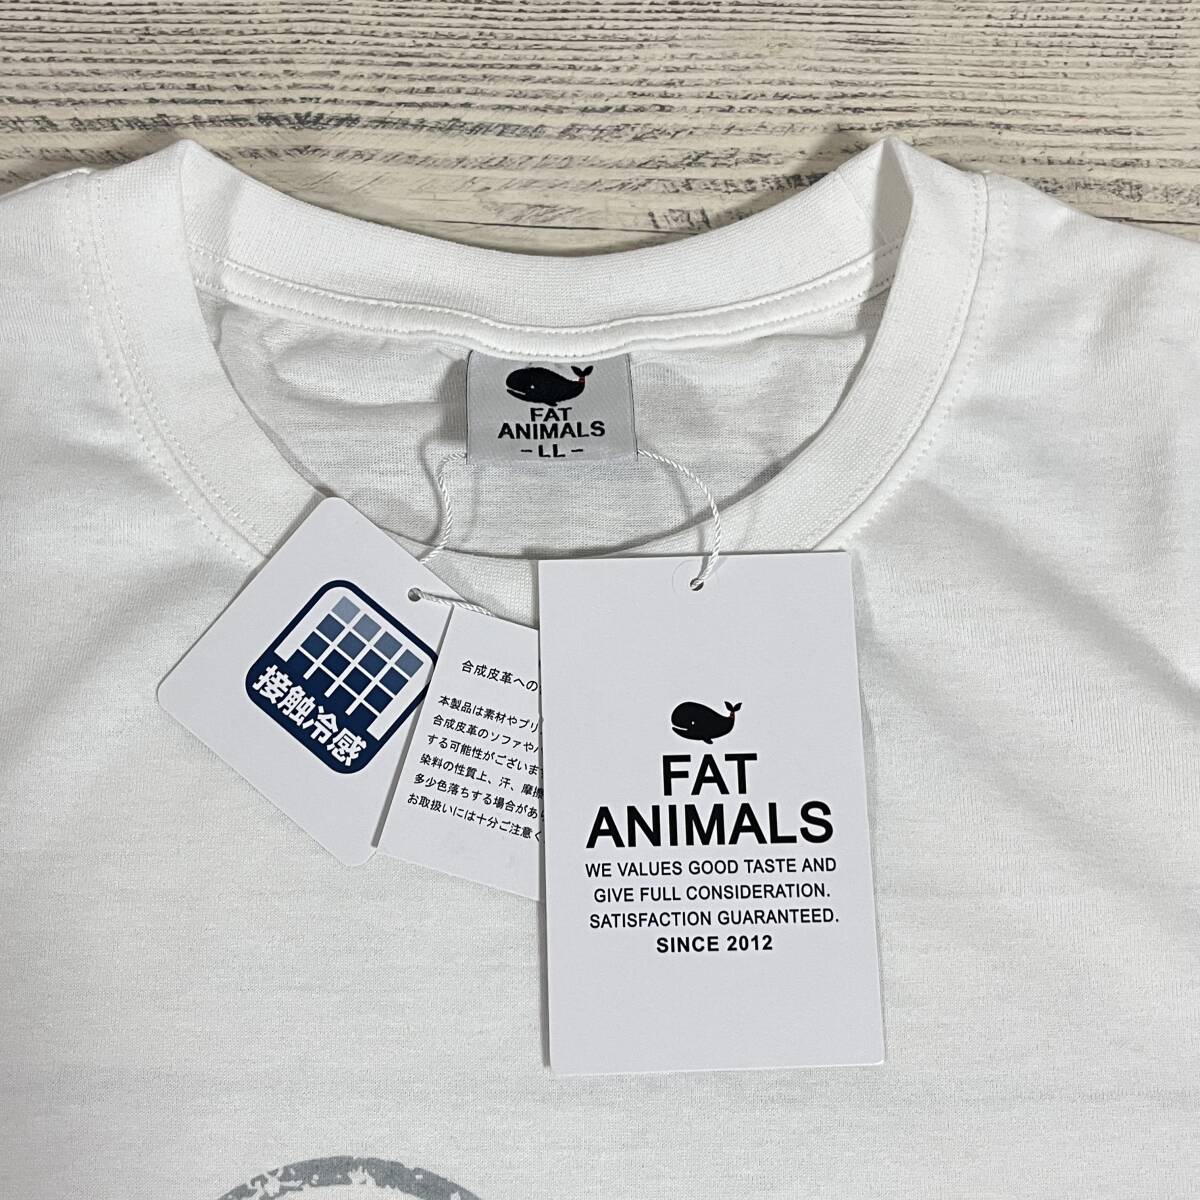 FAT
ANIMALS
-LL-
接触冷感
合成皮革への
本製品は素材やプリ
合成皮革のソファや
する可能性がございます
染料の性質上、汗、摩擦
多少色落ちする場合があ
お取扱いには十分ご注意く
FAT
ANIMALS
WE VALUES GOOD TASTE AND
GIVE FULL CONSIDERATION.
SATISFACTION GUARANTEED.
SINCE 2012